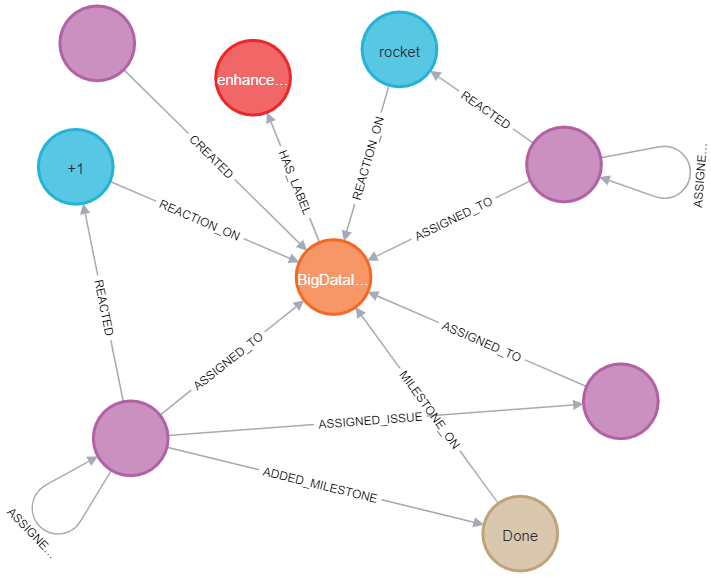 rocket
enhance...
REACTED
CREATED
REACTION_ON
HAS_LABEL
+1
ASSIGNE...
REACTION_ON
ASSIGNED_TO
BigDataI...
REACTED
ASSIGNED_TO
ASSIGNED_TO
MILESTONE_ON
ASSIGNED_ISSUE
ADDED_MILESTONE
ASSIGNE...
Done